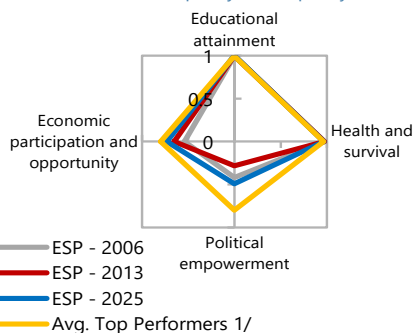 Educational
attainment
1
0.5
0
Economic
participation and
opportunity
Health and
survival
Political
empowerment
ESP - 2006
ESP - 2013
ESP - 2025
Avg. Top Performers 1/